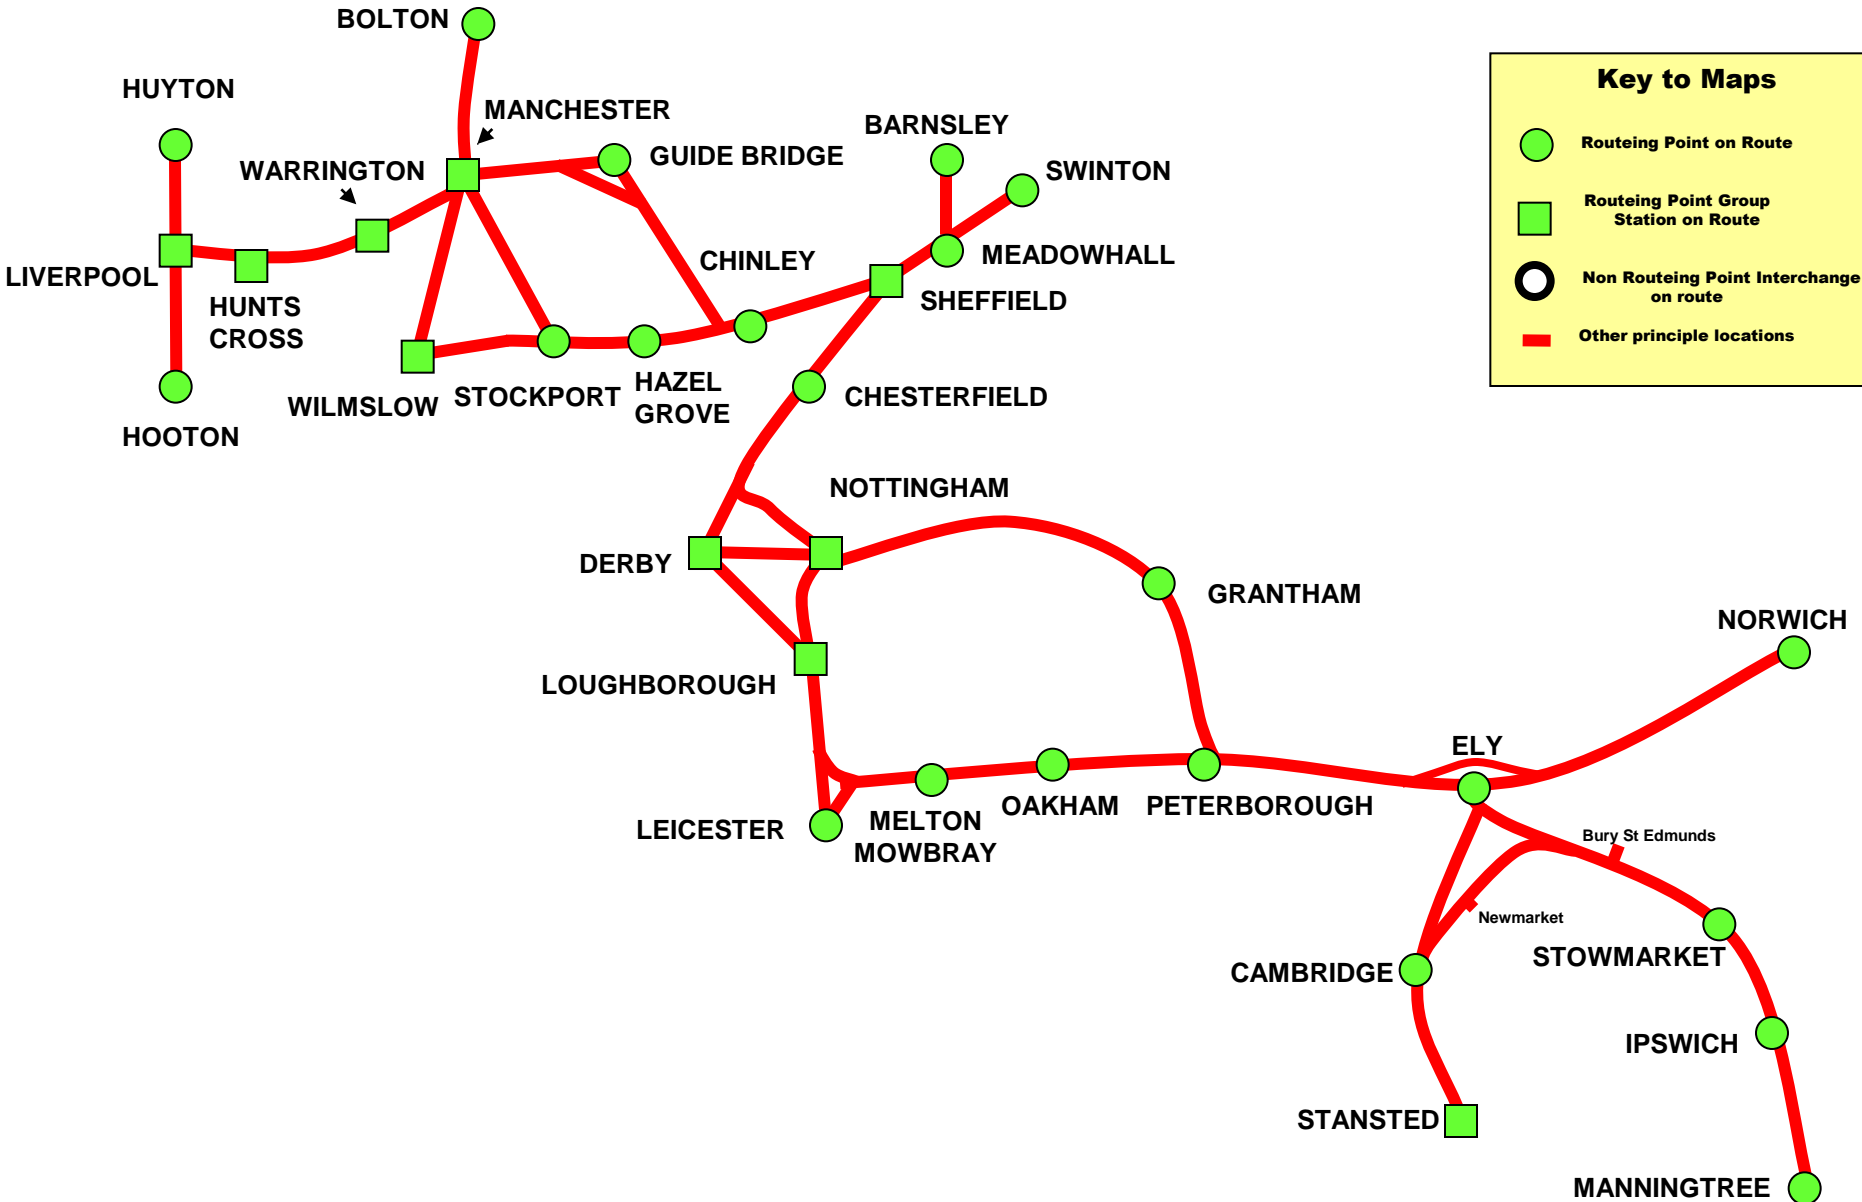 BOLTON
HUYTON
MANCHESTER
WARRINGTON
GUIDE BRIDGE
BARNSLEY
SWINTON
LIVERPOOL
HUNTS
CROSS
CHINLEY
MEADOWHALL
SHEFFIELD
HOOTON
WILMSLOW
STOCKPORT
HAZEL
GROVE
CHESTERFIELD
NOTTINGHAM
DERBY
GRANTHAM
NORWICH
LOUGHBOROUGH
ELY
LEICESTER
MELTON
MOWBRAY
OAKHAM
PETERBOROUGH
Bury St Edmunds
Newmarket
STOWMARKET
CAMBRIDGE
IPSWICH
STANSTED
MANNINGTREE
Key to Maps
Routeing Point on Route
Routeing Point Group
Station on Route
Non Routeing Point Interchange
on route
Other principle locations